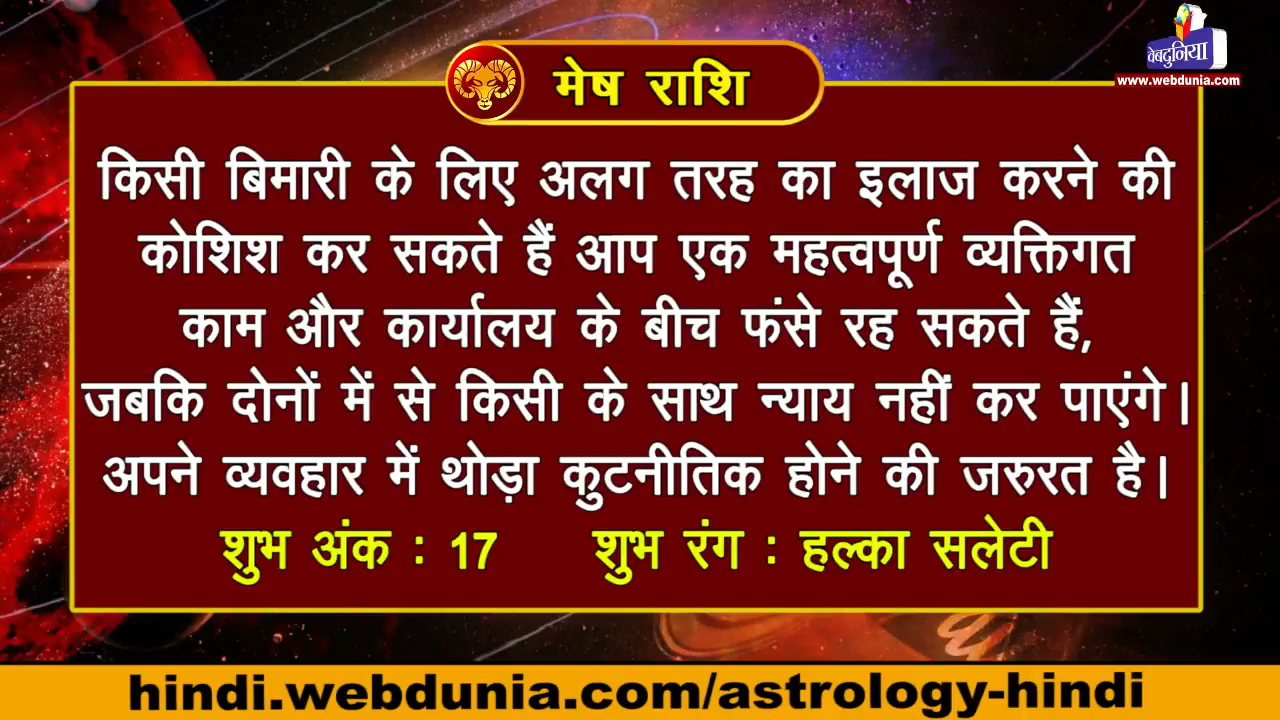 वेबदुनिया
www.webdunia.com
मेष राशि
किसी बिमारी के लिए अलग तरह का इलाज करने की
कोशिश कर सकते हैं आप एक महत्वपूर्ण व्यक्तिगत
काम और कार्यालय के बीच फंसे रह सकते हैं,
जबकि दोनों में से किसी के साथ न्याय नहीं कर पाएंगे।
अपने व्यवहार में थोड़ा कुटनीतिक होने की जरुरत है।
शुभ अंक : 17 शुभ रंग : हल्का सलेटी
hindi.webdunia.com/astrology-hindi